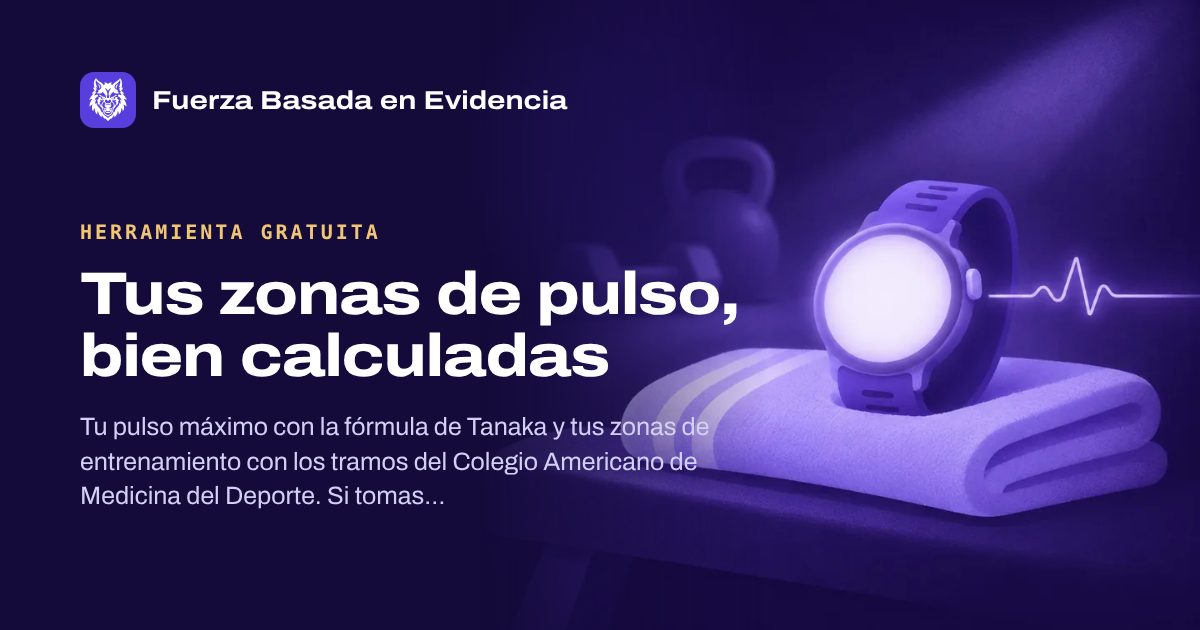 Fuerza Basada en Evidencia
HERRAMIENTA GRATUITA
Tus zonas de pulso,
bien calculadas
Tu pulso máximo con la fórmula de Tanaka y tus zonas de
entrenamiento con los tramos del Colegio Americano de
Medicina del Deporte. Si tomas...